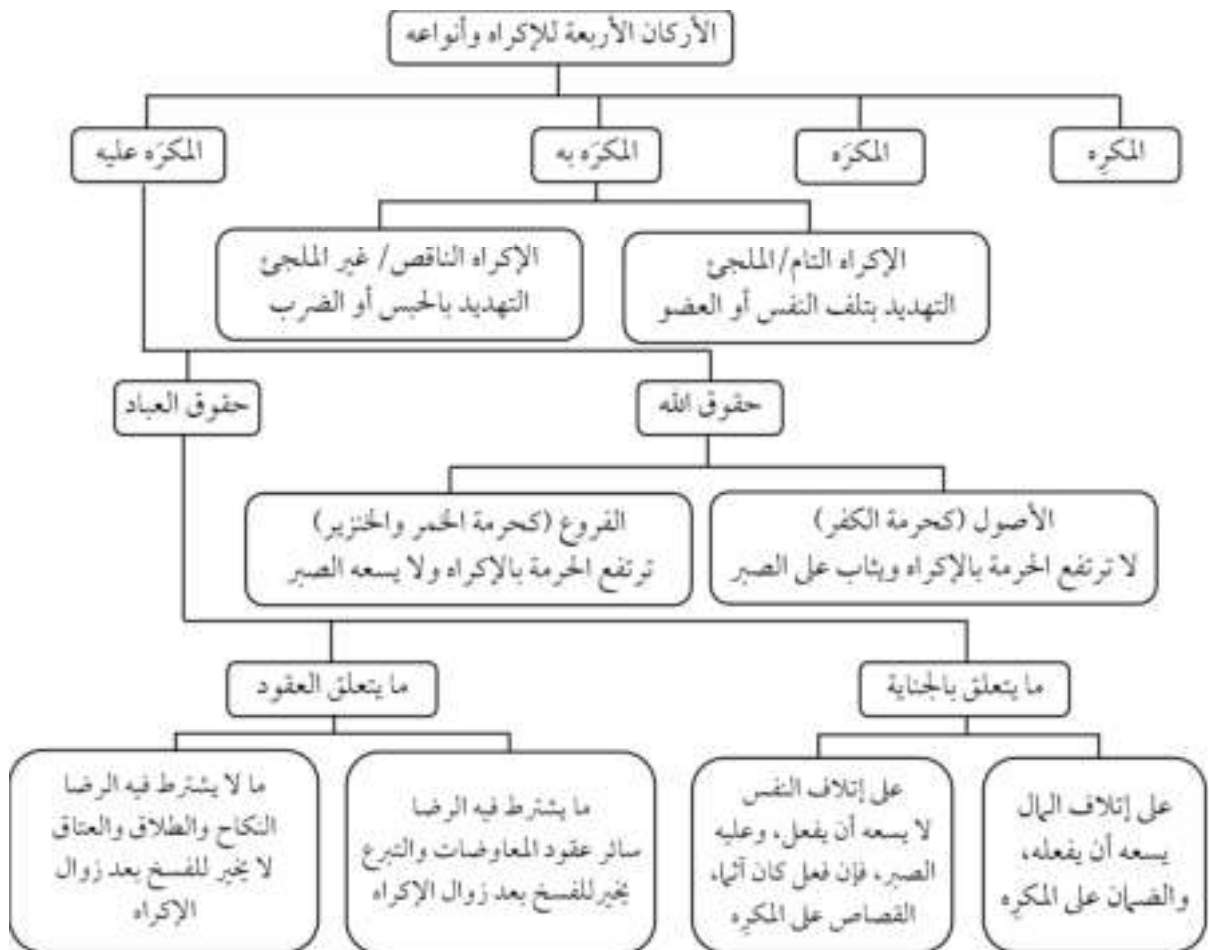 الأركان الأربعة للإكراه وأنواعه
المكرِه
المكرَه
المكرَه به
المكرَه عليه
الإكراه التام/الملجئ
التهديد بتلف النفس أو العضو
الإكراه الناقص/ غير الملجئ
التهديد بالحبس أو الضرب
حقوق الله
حقوق العباد
الأصول (كحرمة الكفر)
لا ترتفع الحرمة بالإكراه ويثاب على الصبر
الفروع (كحرمة الخمر والخنزير)
ترتفع الحرمة بالإكراه ولا يسعه الصبر
ما يتعلق بالجناية
ما يتعلق العقود
على إتلاف المال
يسعه أن يفعله،
والضمان على المكرِه
على إتلاف النفس
لا يسعه أن يفعل، وعليه
الصبر، فإن فعل كان آثما،
القصاص على المكرِه
ما يشترط فيه الرضا
سائر عقود المعاوضات والتبرع
يخير للفسخ بعد زوال الإكراه
ما لا يشترط فيه الرضا
النكاح والطلاق والعتاق
لا يخير للفسخ بعد زوال
الإكراه